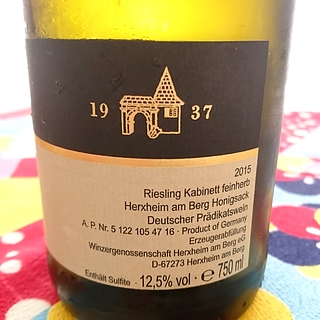 19 37
2015
Riesling Kabinett feinherb
Herxheim am Berg Honigsack
Deutscher Prädikatswein
A. P. Nr. 5 122 105 47 16 · Product of Germany
Erzeugerabfüllung
Winzergenossenschaft Herxheim am Berg eG
D-67273 Herxheim am Berg
Enthält Sulfite · 12,5% vol · ℮ 750 ml